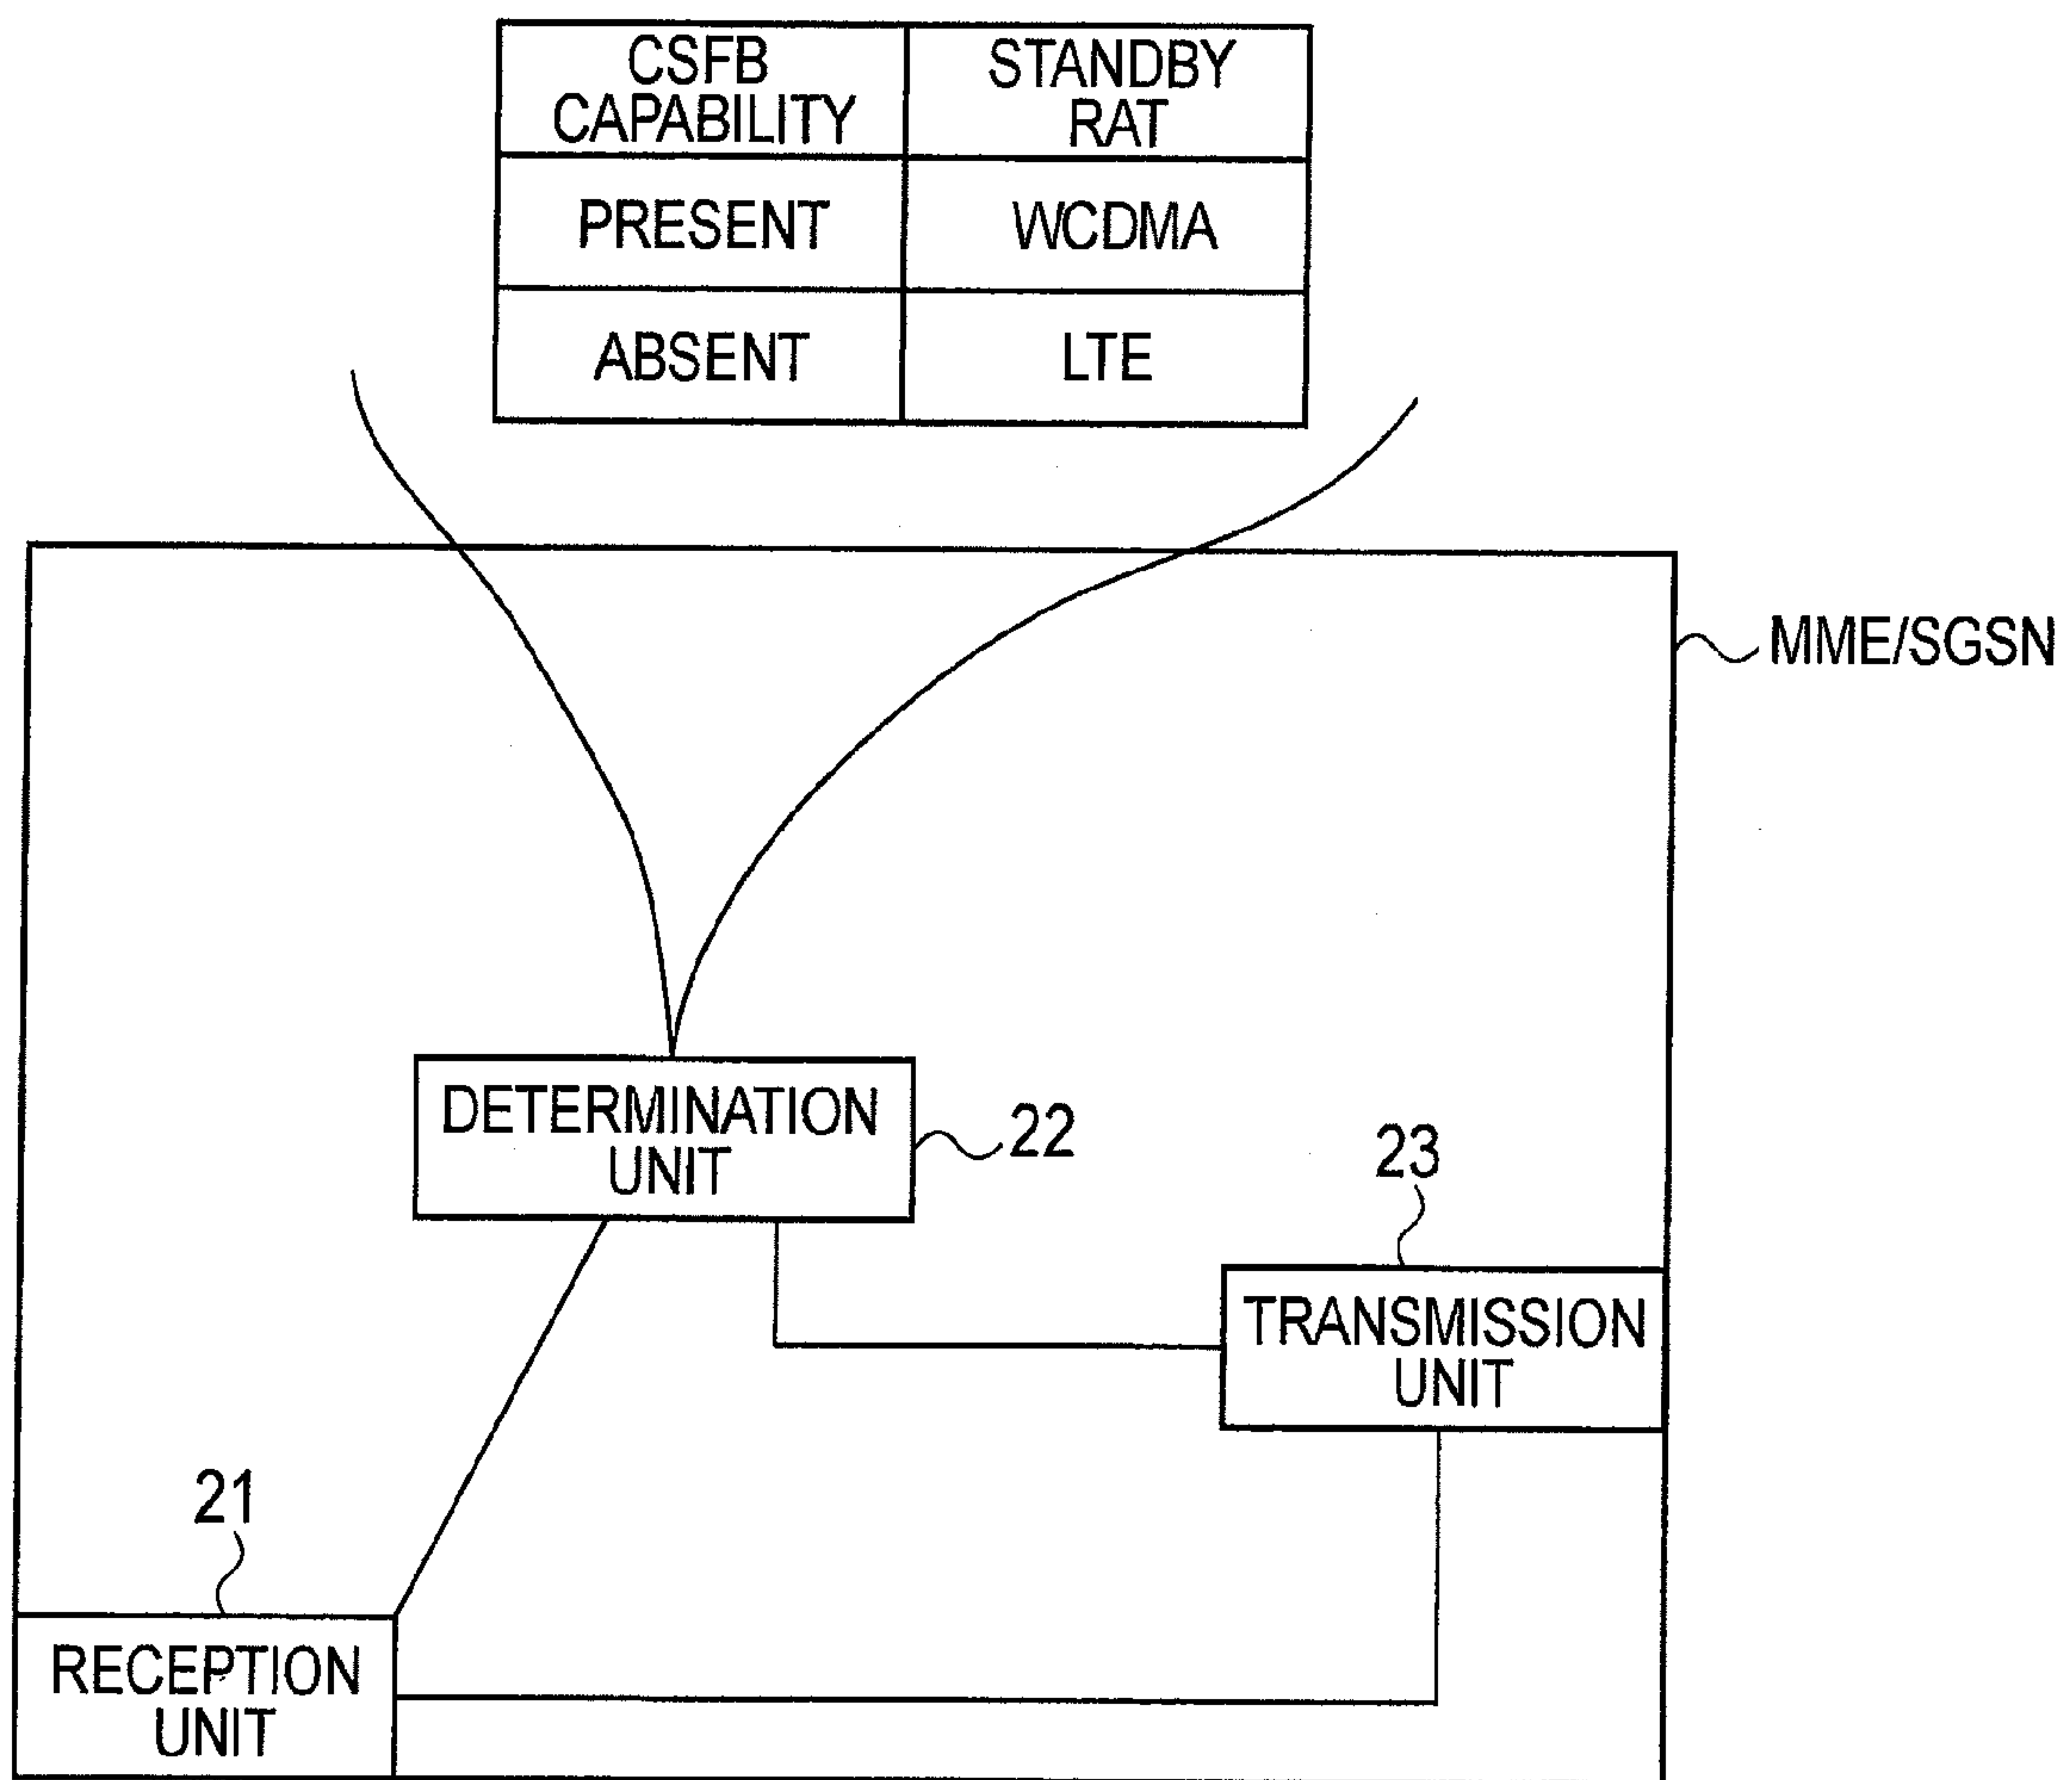 CSFB CAPABILITY
STANDBY RAT
PRESENT
WCDMA
ABSENT
LTE
MME/SGSN
DETERMINATION UNIT
22
23
TRANSMISSION UNIT
21
RECEPTION UNIT